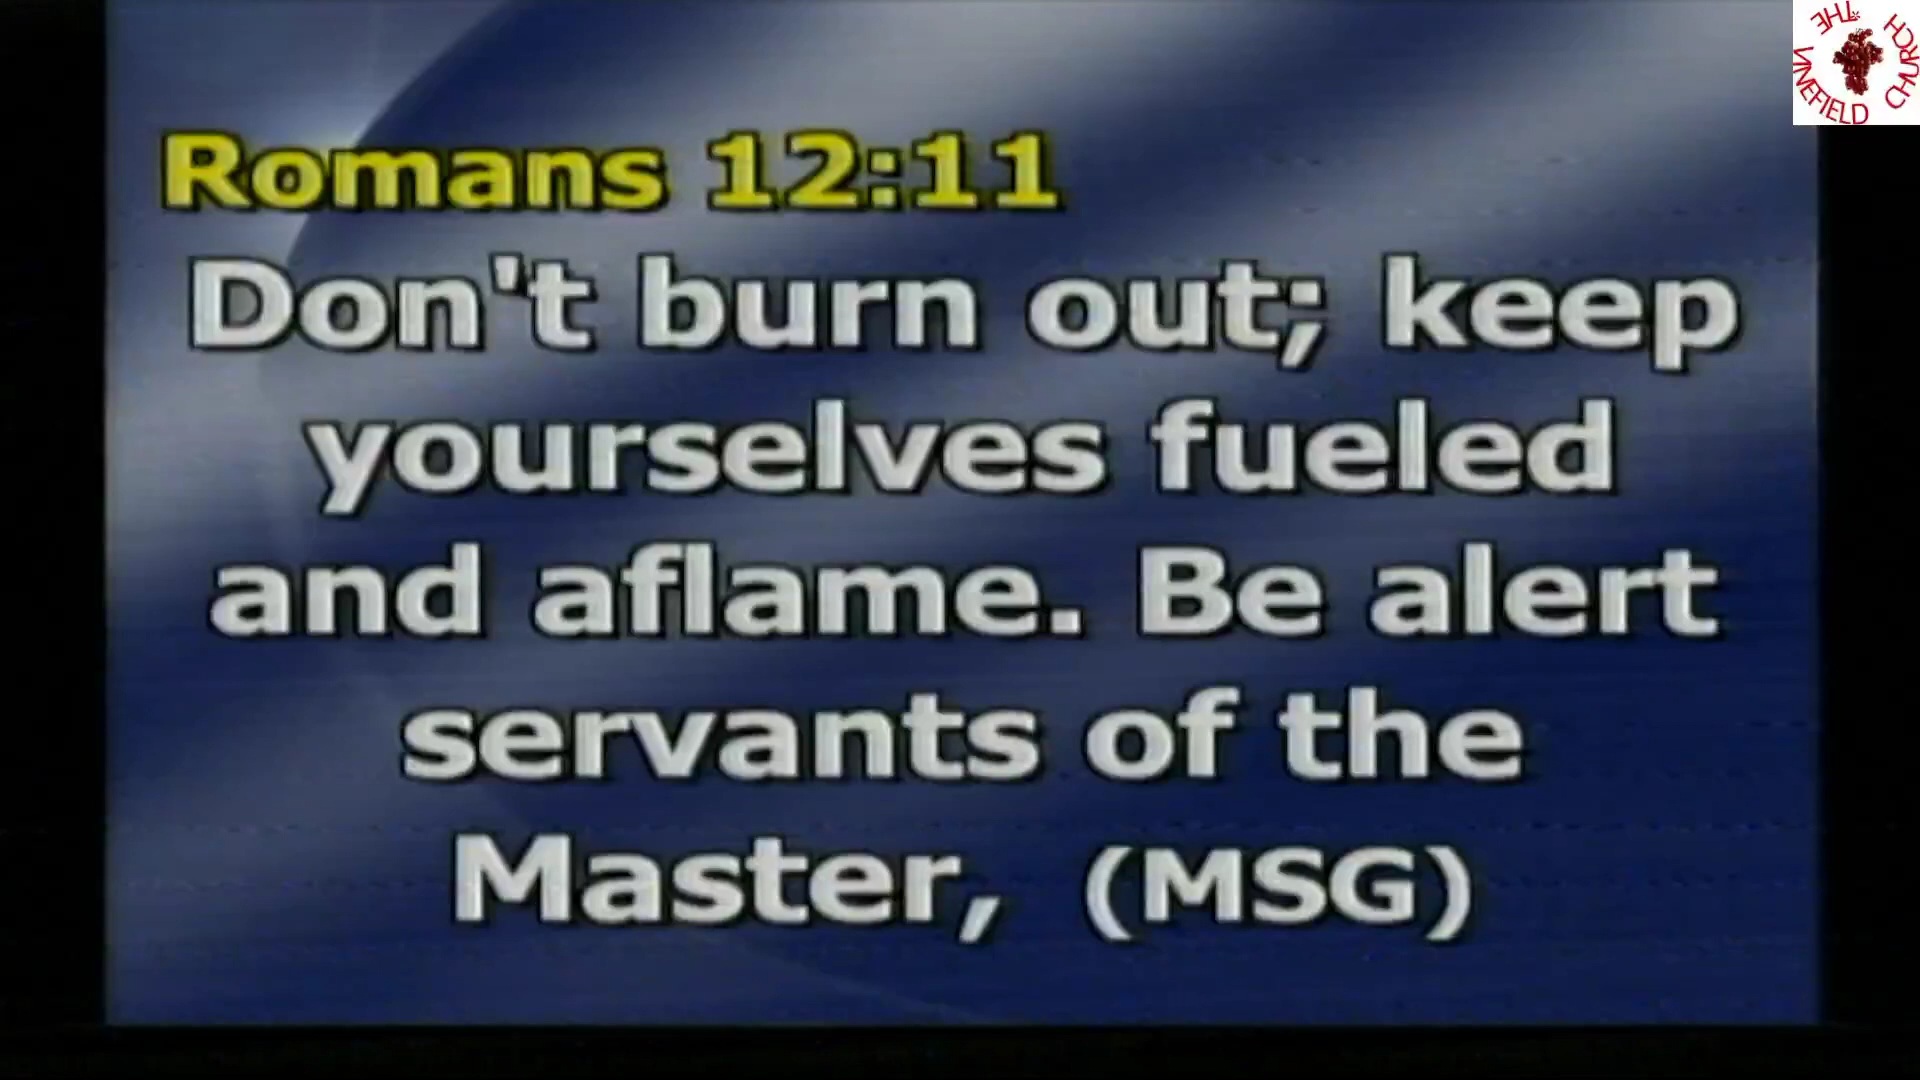 Romans 12:11
Don't burn out; keep
yourselves fueled
and aflame. Be alert
servants of the
Master, (MSG)
THE VINEFIELD CHURCH